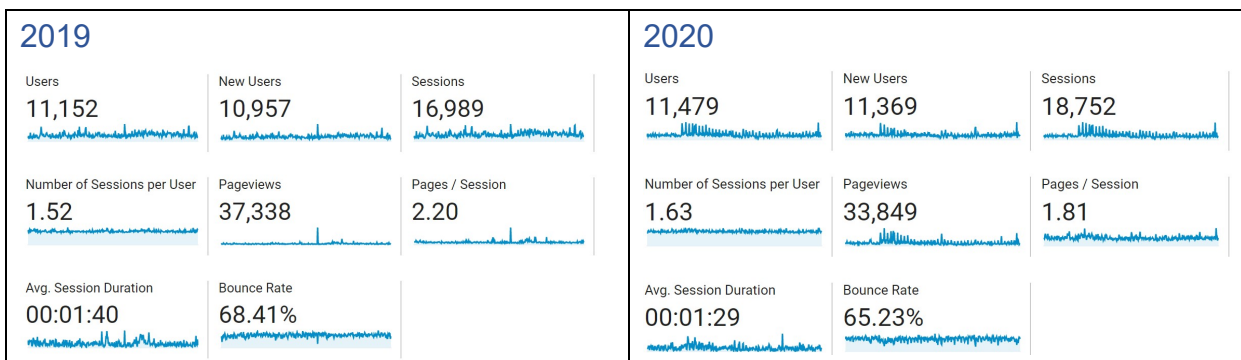 2019
Users
New Users
Sessions
11,152
10,957
16,989
Number of Sessions per User
Pageviews
Pages / Session
1.52
37,338
2.20
Avg. Session Duration
Bounce Rate
00:01:40
68.41%
2020
Users
New Users
Sessions
11,479
11,369
18,752
Number of Sessions per User
Pageviews
Pages / Session
1.63
33,849
1.81
Avg. Session Duration
Bounce Rate
00:01:29
65.23%